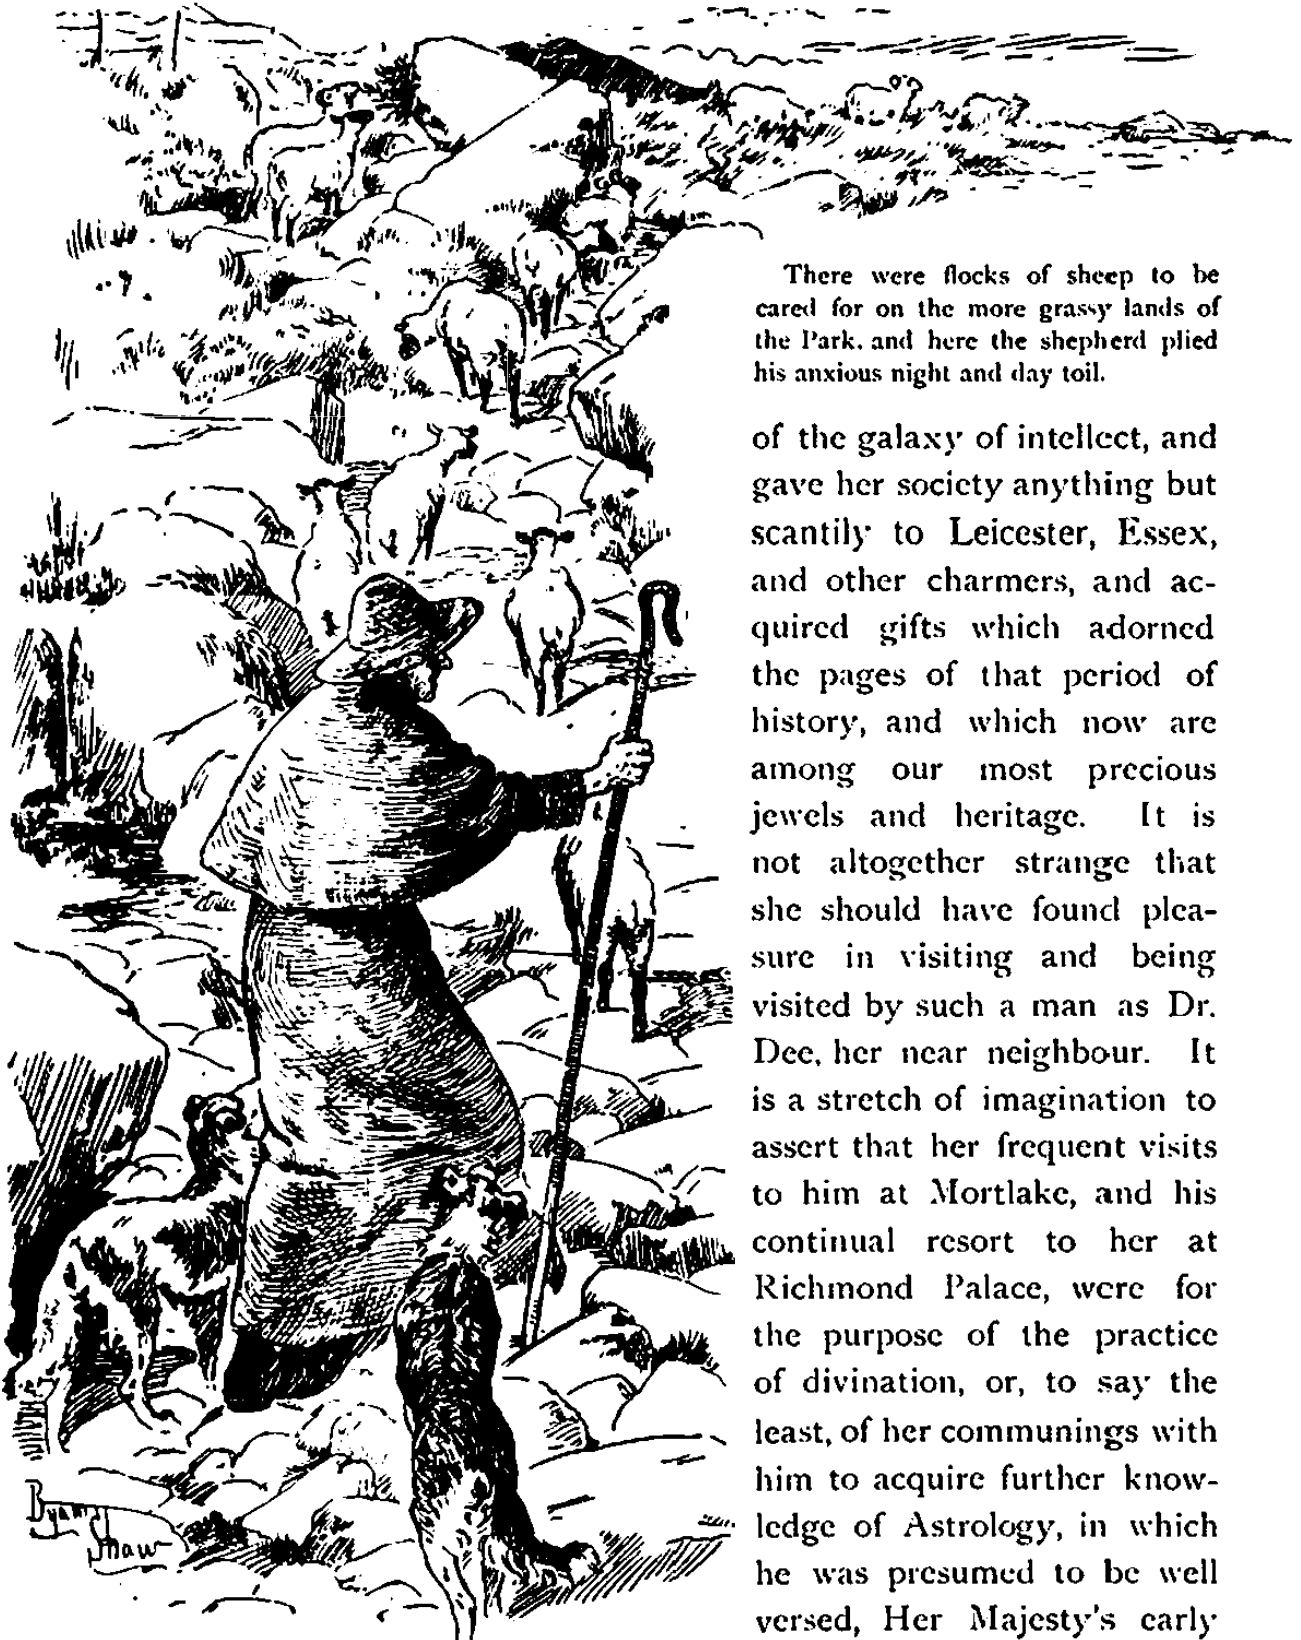 There were flocks of sheep to be
cared for on the more grassy lands of
the Park, and here the shepherd plied
his anxious night and day toil.
of the galaxy of intellect, and
gave her society anything but
scantily to Leicester, Essex,
and other charmers, and ac-
quired gifts which adorned
the pages of that period of
history, and which now are
among our most precious
jewels and heritage. It is
not altogether strange that
she should have found plea-
sure in visiting and being
visited by such a man as Dr.
Dee, her near neighbour. It
is a stretch of imagination to
assert that her frequent visits
to him at Mortlake, and his
continual resort to her at
Richmond Palace, were for
the purpose of the practice
of divination, or, to say the
least, of her communings with
him to acquire further know-
ledge of Astrology, in which
he was presumed to be well
versed, Her Majesty's early
Byam
Shaw